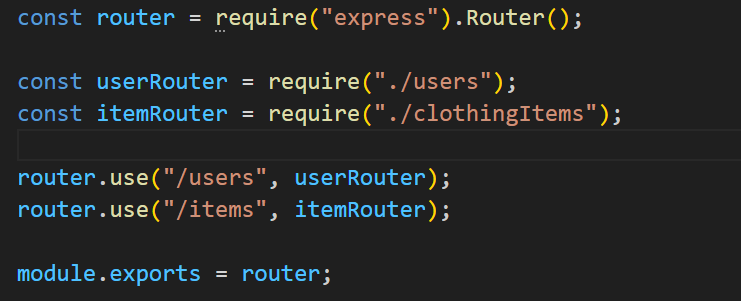 const router = require("express").Router();
const userRouter = require("./users");
const itemRouter = require("./clothingItems");
router.use("/users", userRouter);
router.use("/items", itemRouter);
module.exports = router;